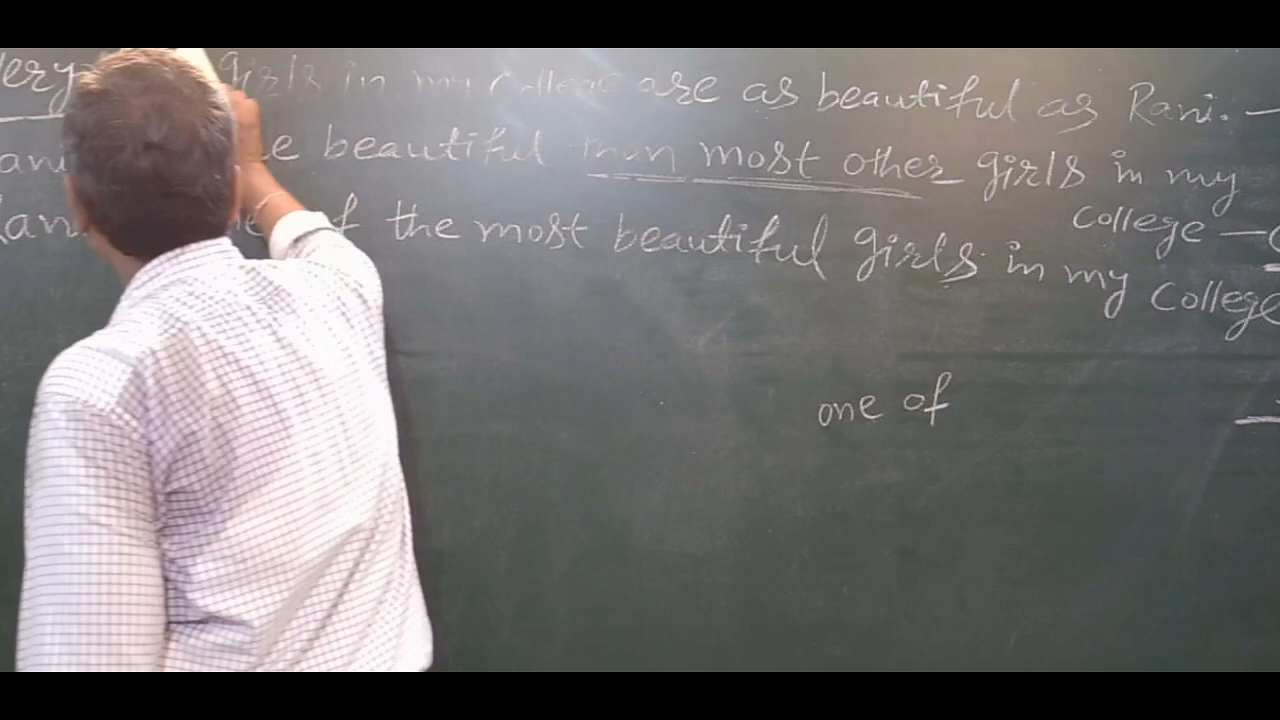 girls in my College are as beautiful as Rani. —
beautiful than most other girls in my
College —
of the most beautiful girls in my College
one of